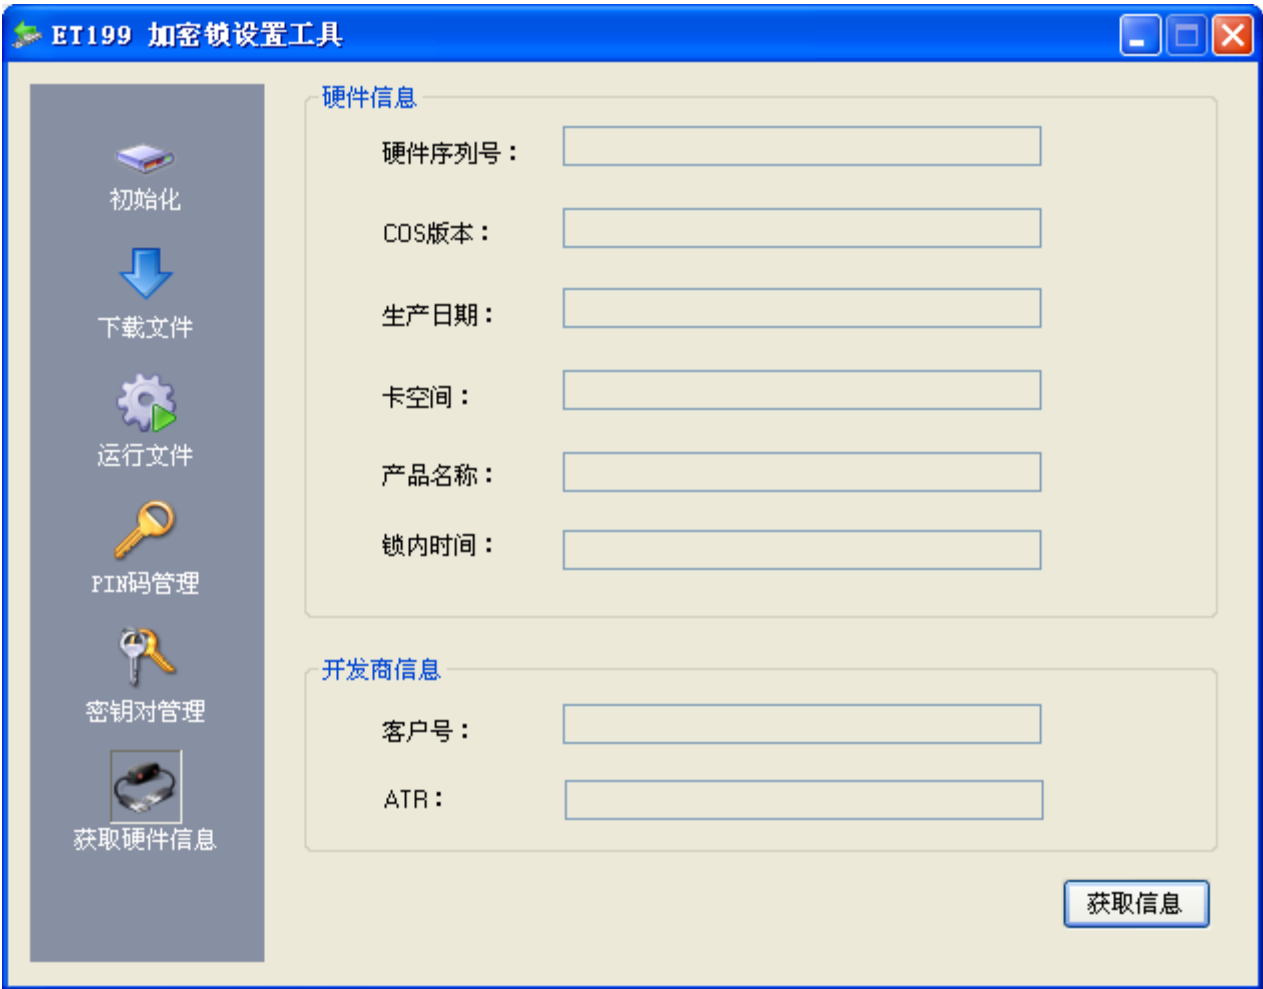 ET199 加密锁设置工具
初始化
下载文件
运行文件
PIN码管理
密钥对管理
获取硬件信息
硬件信息
硬件序列号：
COS版本：
生产日期：
卡空间：
产品名称：
锁内时间：
开发商信息
客户号：
ATR：
获取信息